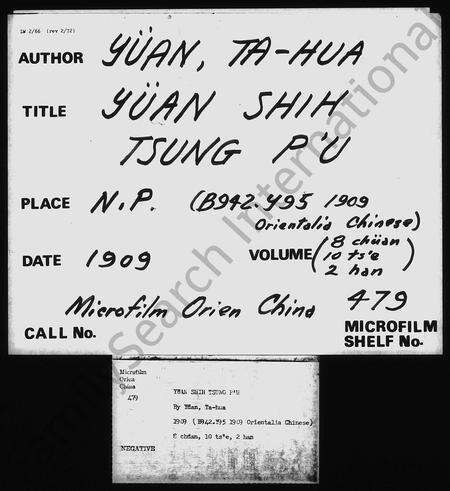 LW 2/66 (rev 2/72)
AUTHOR YÜAN, TA-HUA
TITLE YÜAN SHIH
TSUNG P'U
PLACE N.P. (B942.Y95 1909
Orientalia Chinese)
DATE 1909 VOLUME (8 chüan
10 ts'e
2 han)
Microfilm Orien China 479
CALL No. MICROFILM
SHELF No.
Microfilm
Orien
China
479
YÜAN SHIH TSUNG P'U
By Yüan, Ta-hua
1909 (B942.Y95 1909 Orientalia Chinese)
8 chüan, 10 ts'e, 2 han
NEGATIVE
FamilySearch International